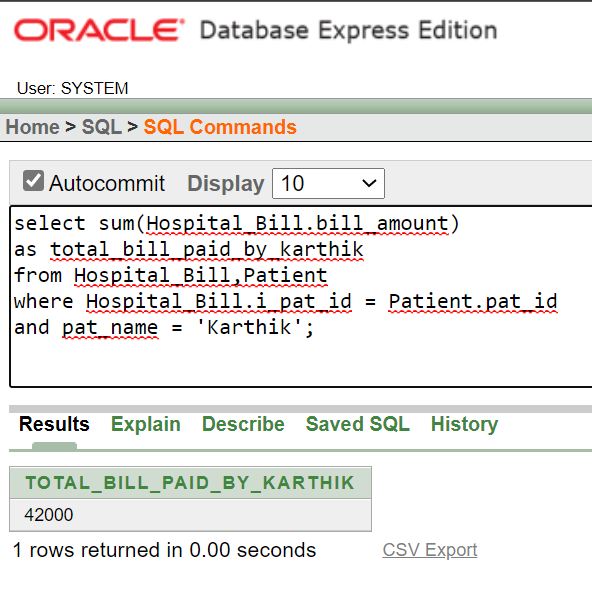 ORACLE® Database Express Edition
User: SYSTEM
Home > SQL > SQL Commands
Autocommit Display 10
select sum(Hospital_Bill.bill_amount)
as total_bill_paid_by_karthik
from Hospital_Bill,Patient
where Hospital_Bill.i_pat_id = Patient.pat_id
and pat_name = 'Karthik';
Results Explain Describe Saved SQL History
TOTAL_BILL_PAID_BY_KARTHIK
42000
1 rows returned in 0.00 seconds CSV Export